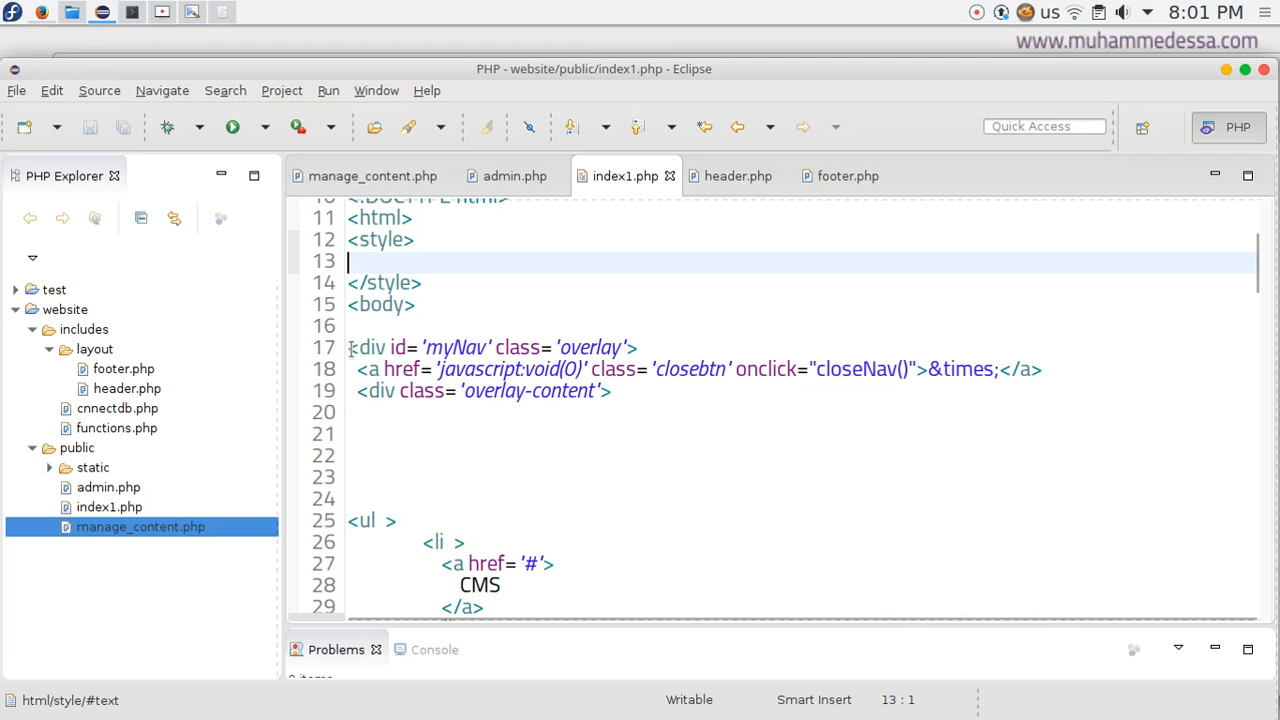 us 8:01 PM
www.muhammedessa.com
PHP - website/public/index1.php - Eclipse
File Edit Source Navigate Search Project Run Window Help
Quick Access PHP
PHP Explorer
manage_content.php admin.php index1.php header.php footer.php
test
website
includes
layout
footer.php
header.php
cnnectdb.php
functions.php
public
static
admin.php
index1.php
manage_content.php
10 <!DOCTYPE html>
11 <html>
12 <style>
13
14 </style>
15 <body>
16
17 <div id='myNav' class='overlay'>
18 <a href='javascript:void(0)' class='closebtn' onclick="closeNav()">&times;</a>
19 <div class='overlay-content'>
20
21
22
23
24
25 <ul >
26 <li >
27 <a href='#'>
28 CMS
29 </a>
Problems Console
0 items
html/style/#text Writable Smart Insert 13 : 1